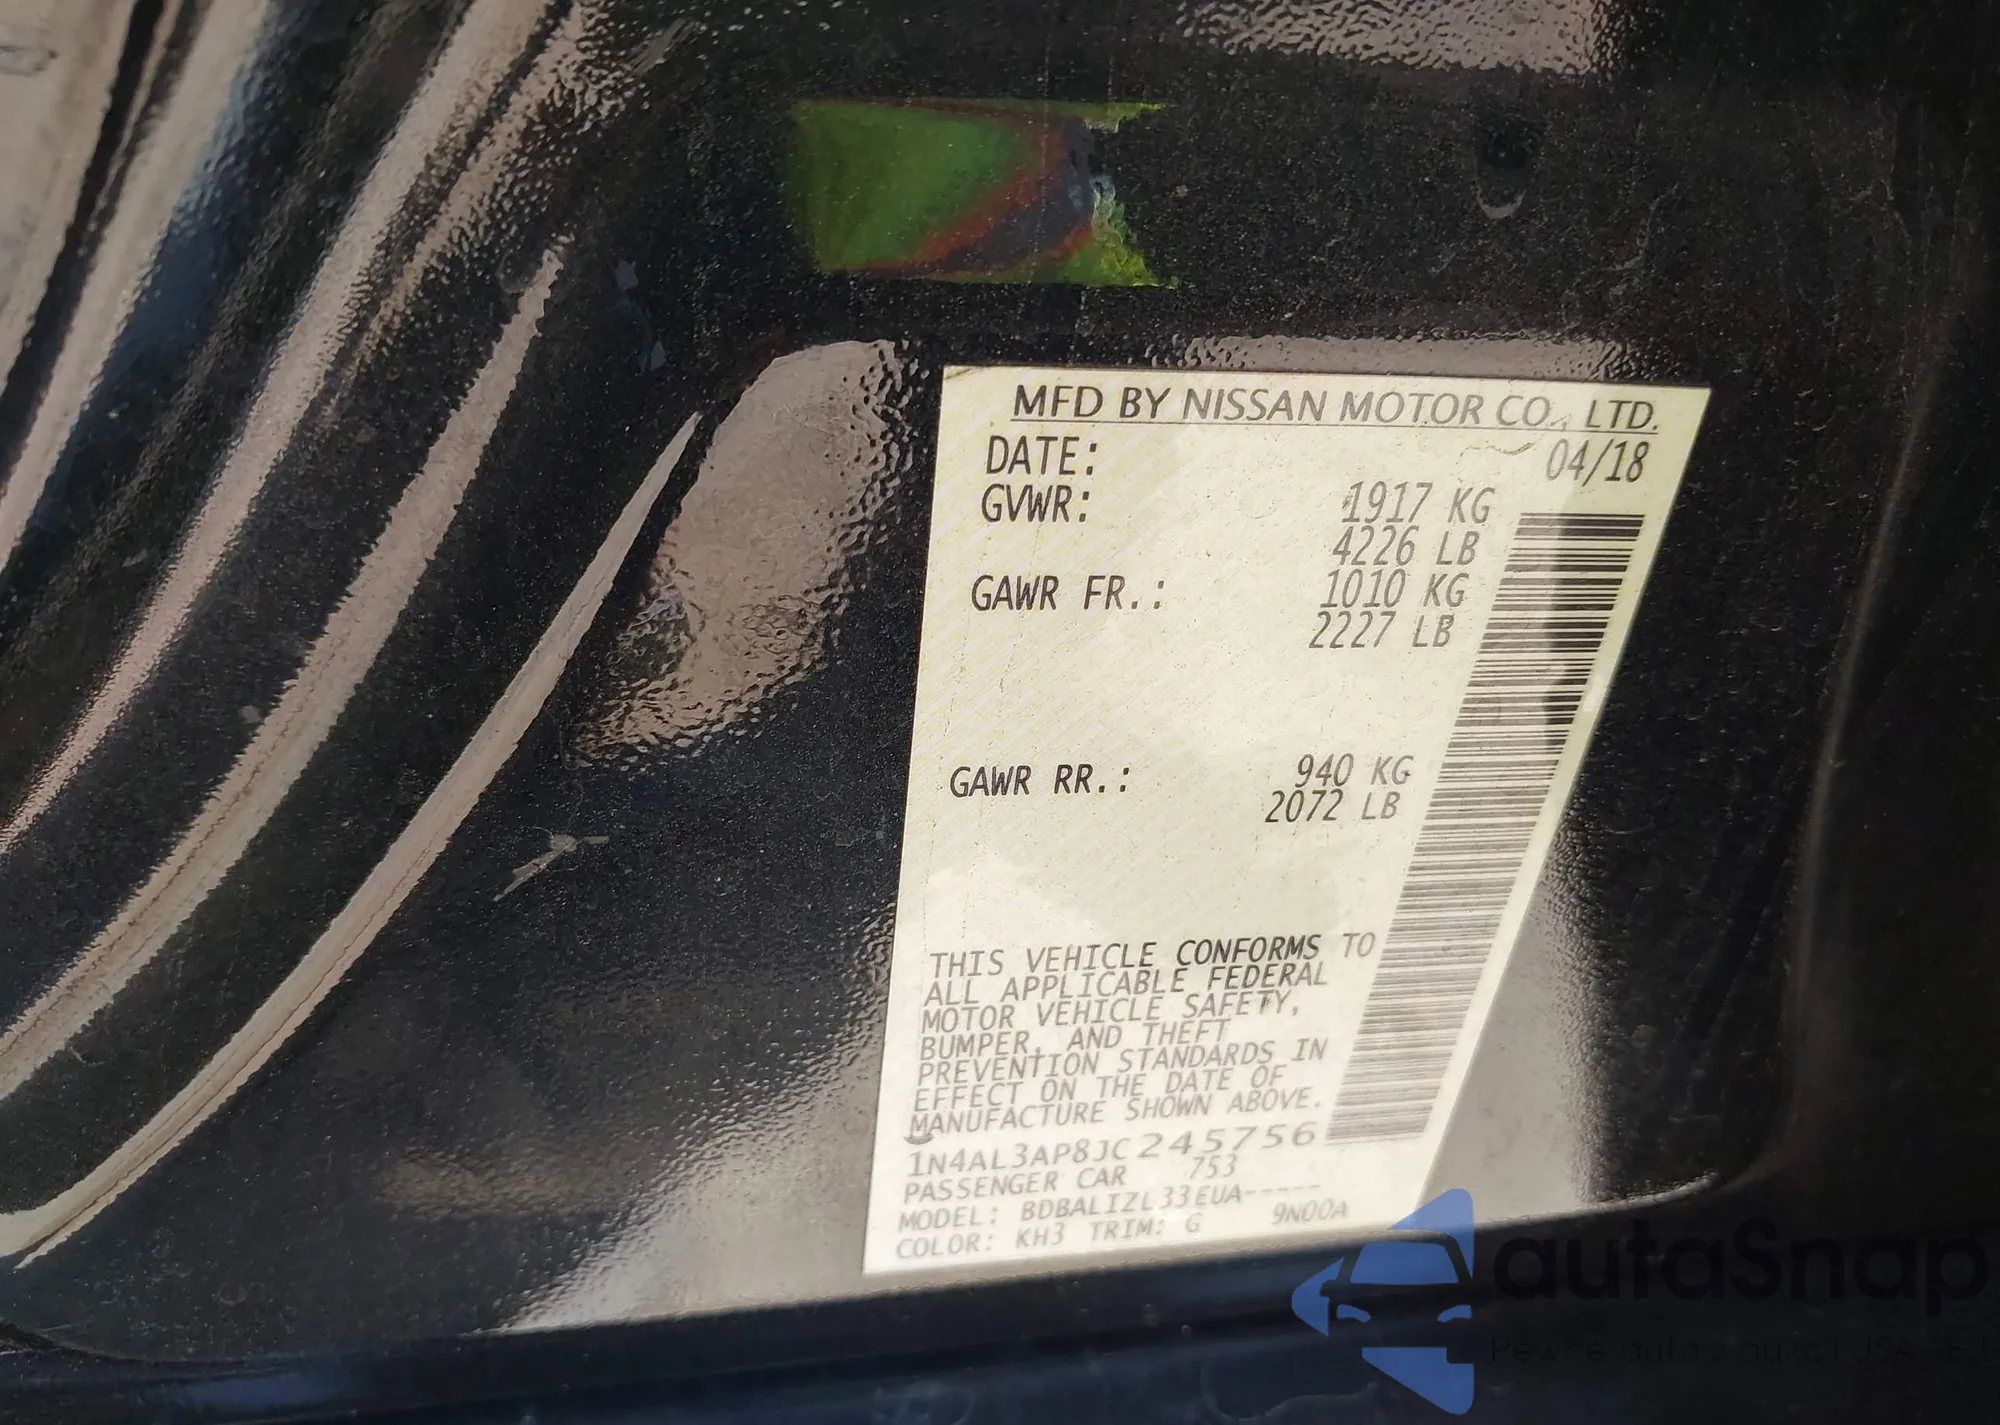 MFD BY NISSAN MOTOR CO., LTD.
DATE: 04/18
GVWR: 1917 KG
4226 LB
GAWR FR.: 1010 KG
2227 LB
GAWR RR.: 940 KG
2072 LB
THIS VEHICLE CONFORMS TO
ALL APPLICABLE FEDERAL
MOTOR VEHICLE SAFETY,
BUMPER, AND THEFT
PREVENTION STANDARDS IN
EFFECT ON THE DATE OF
MANUFACTURE SHOWN ABOVE.
1N4AL3AP8JC245756
PASSENGER CAR 753
MODEL: BDBALIZL33EUA-----
COLOR: KH3 TRIM: G 9N00A
autaSnap
auta z